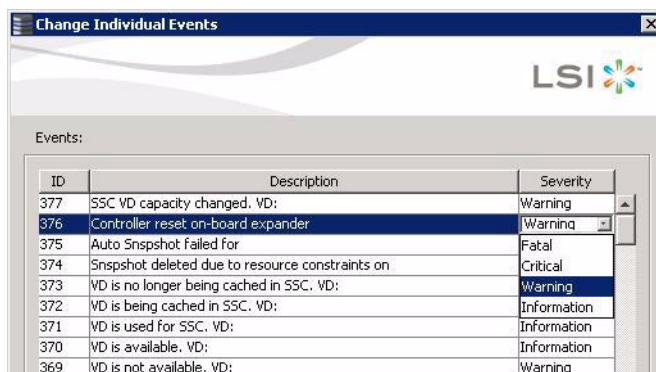 Change Individual Events
LSI
Events:
ID Description Severity
377 SSC VD capacity changed. VD: Warning
376 Controller reset on-board expander Warning
375 Auto Snspshot failed for Fatal
374 Snspshot deleted due to resource constraints on Critical
373 VD is no longer being cached in SSC. VD: Warning
372 VD is being cached in SSC. VD: Information
371 VD is used for SSC. VD: Information
370 VD is available. VD: Information
369 VD is not available. VD: Warning